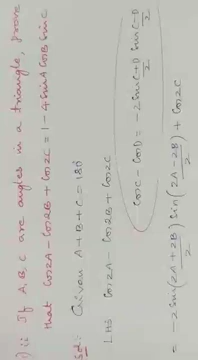 1) ii If A, B, C are angles in a triangle, prove
that cos2A - cos2B + cos2C = 1 - 4 sinA cosB sinC
Sol: Given A + B + C = 180°
LHS cos2A - cos2B + cos2C
cosC - cosD = -2 sin C+D/2 sin C-D/2
= -2 sin(2A+2B/2) sin(2A-2B/2) + cos2C